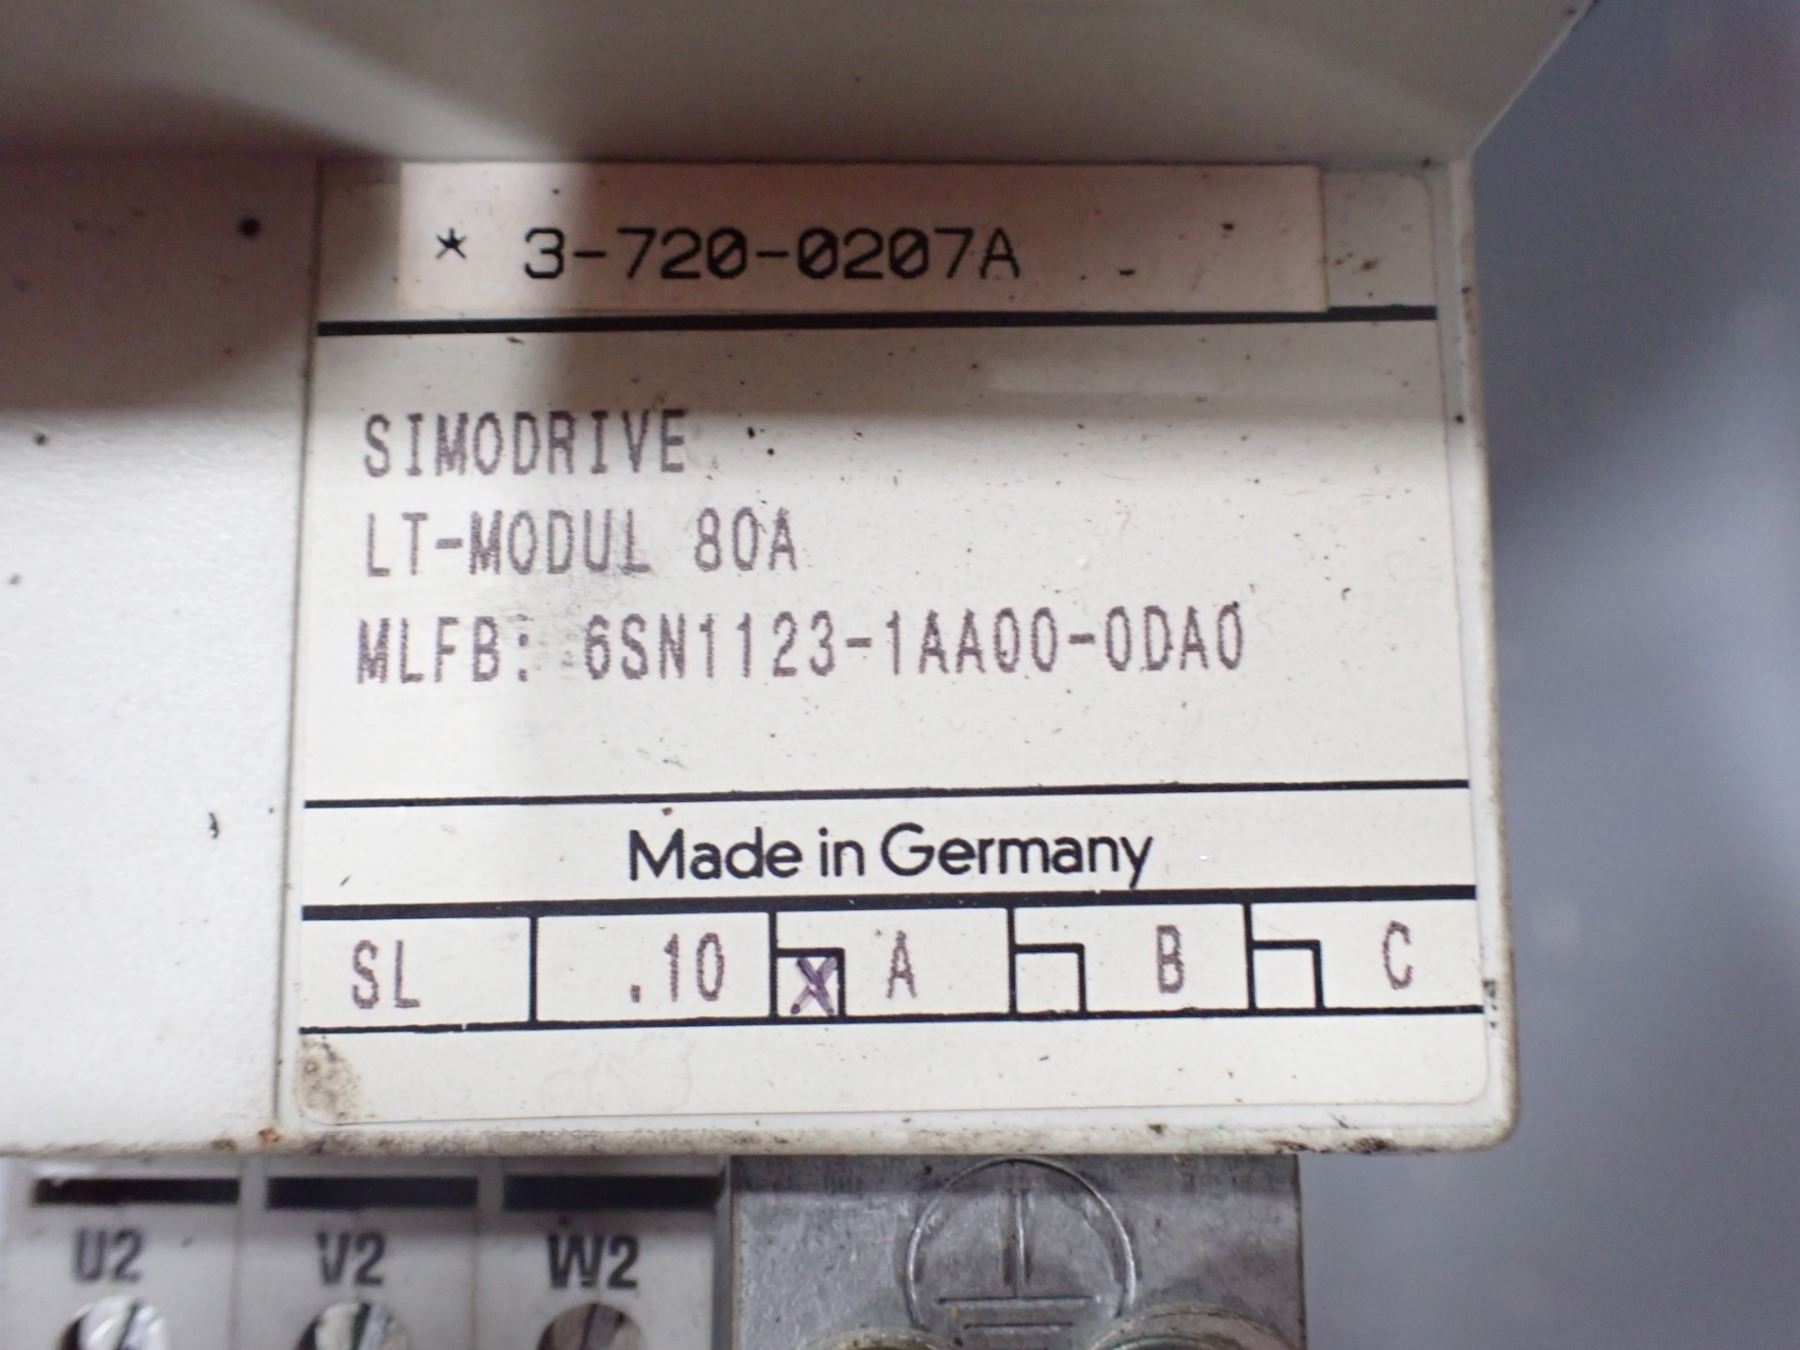 * 3-720-0207A
SIMODRIVE
LT-MODUL 80A
MLFB: 6SN1123-1AA00-0DA0
Made in Germany
SL .10 X A B C
U2 V2 W2